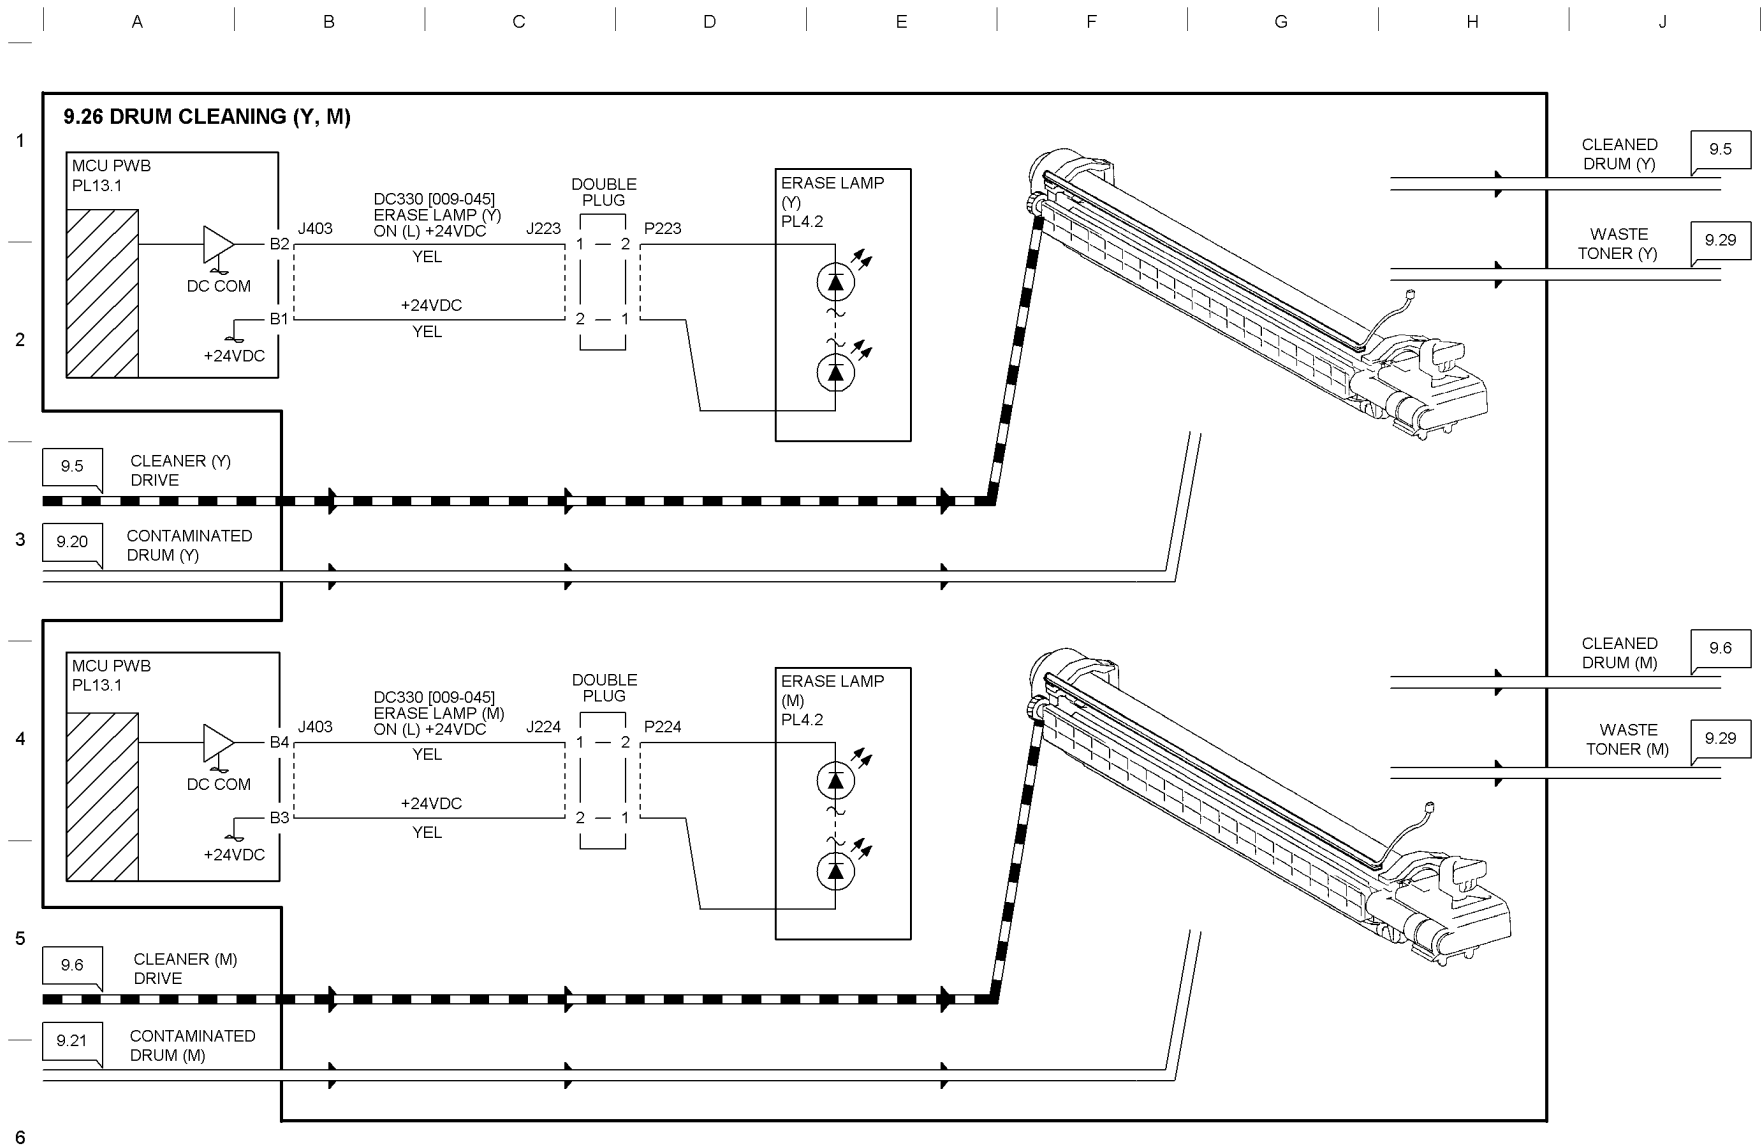 A B C D E F G H J
9.26 DRUM CLEANING (Y, M)
1
MCU PWB
PL13.1
DC330 [009-045]
ERASE LAMP (Y)
ON (L) +24VDC
DOUBLE
PLUG
ERASE LAMP
(Y)
PL4.2
CLEANED
DRUM (Y)
9.5
B2 J403 J223 1 2 P223
YEL
DC COM
WASTE
TONER (Y)
9.29
+24VDC
B1 2 1
YEL
+24VDC
2
9.5
CLEANER (Y)
DRIVE
3
9.20
CONTAMINATED
DRUM (Y)
MCU PWB
PL13.1
DC330 [009-045]
ERASE LAMP (M)
ON (L) +24VDC
DOUBLE
PLUG
ERASE LAMP
(M)
PL4.2
CLEANED
DRUM (M)
9.6
4
B4 J403 J224 1 2 P224
YEL
DC COM
WASTE
TONER (M)
9.29
+24VDC
B3 2 1
YEL
+24VDC
5
9.6
CLEANER (M)
DRIVE
9.21
CONTAMINATED
DRUM (M)
6